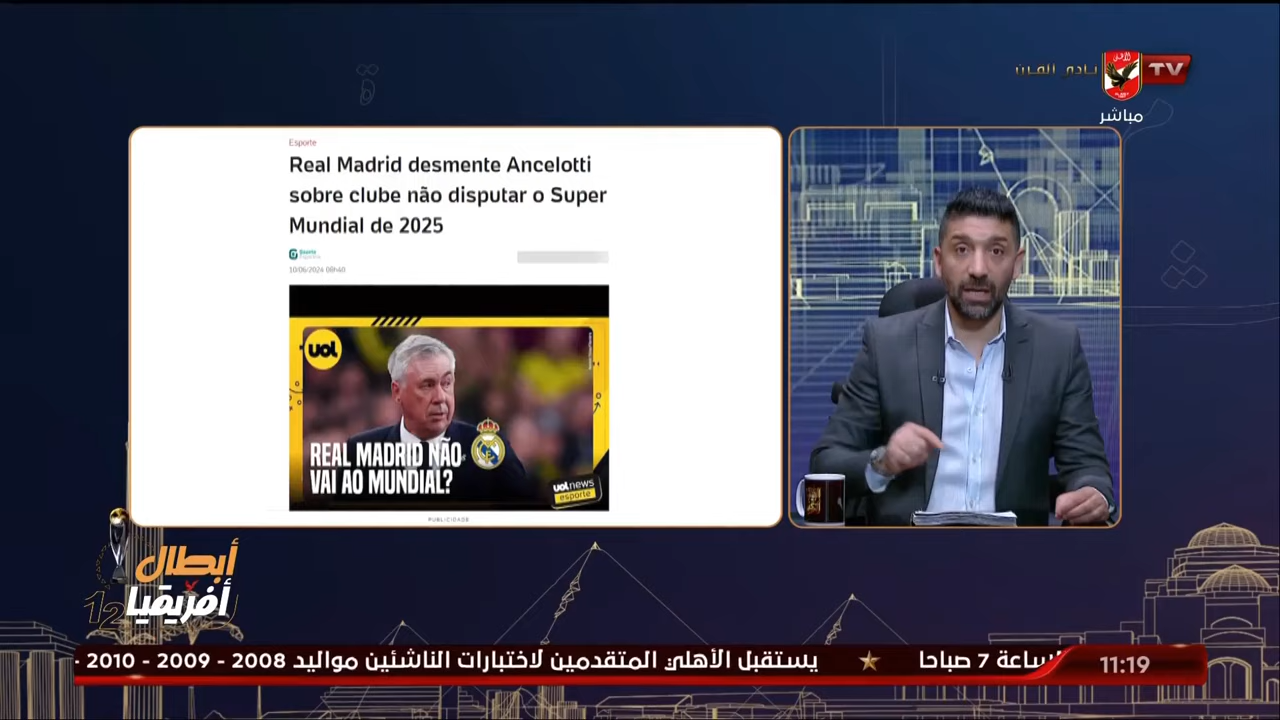 نادي القرن
TV
مباشر
Esporte
Real Madrid desmente Ancelotti
sobre clube não disputar o Super
Mundial de 2025
10/06/2024 08h40
uol
REAL MADRID NÃO
VAI AO MUNDIAL?
uol news
esporte
PUBLICIDADE
أبطال
أفريقيا
12
يستقبل الأهلي المتقدمين لاختبارات الناشئين مواليد 2008 - 2009 - 2010 -
الساعة 7 صباحا
11:19